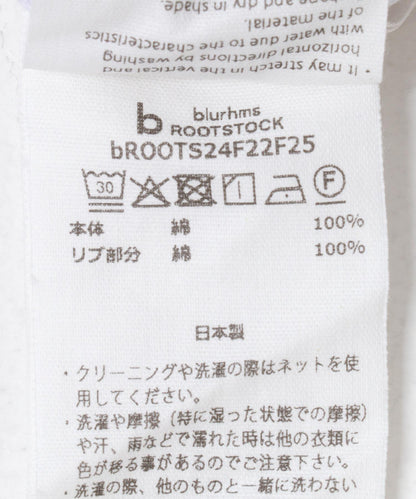 ・It may stretch in the vertical and
horizontal directions by washing
with water due to the characteristics
of the material.
and dry in shade.
b blurhms
ROOTSTOCK
bROOTS24F22F25
30 F
本体 綿 100%
リブ部分 綿 100%
日本製
・クリーニングや洗濯の際はネットを使
用してください。
・洗濯や摩擦（特に湿った状態での摩擦）
や汗、雨などで濡れた時は他の衣類に
色が移る事があるのでご注意下さい。
・洗濯の際、他のものと一緒に洗わない